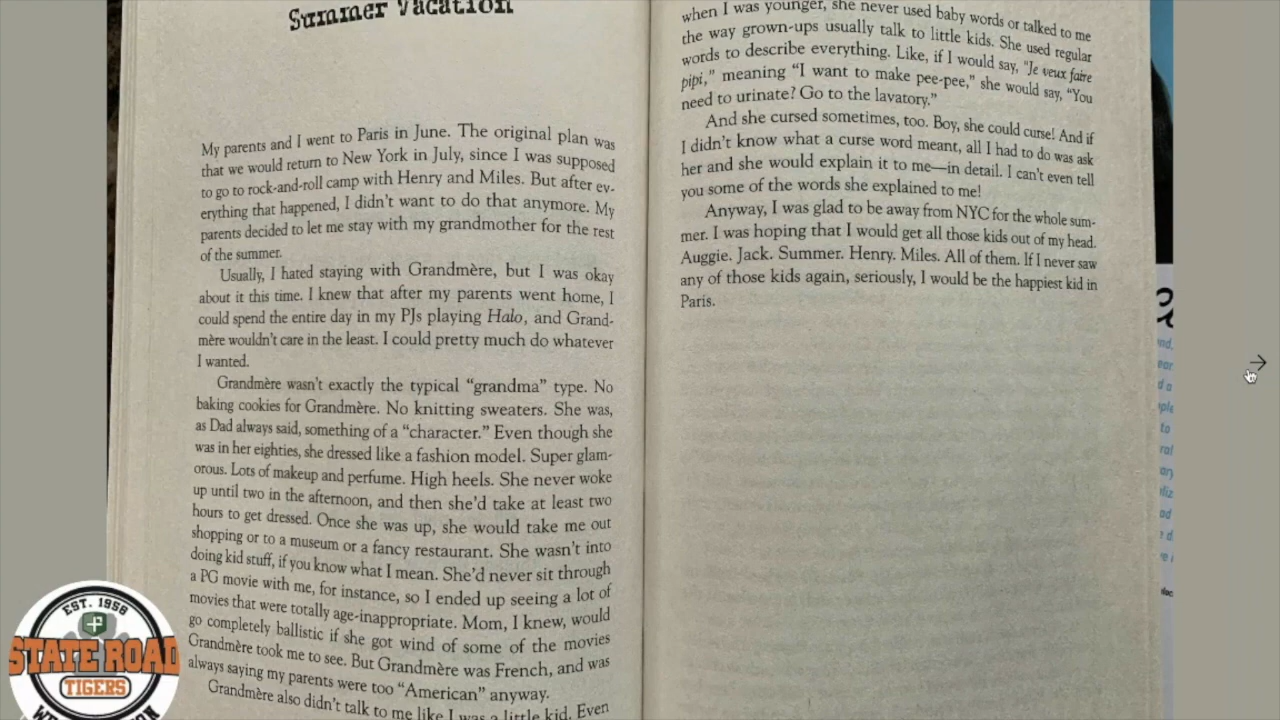 Summer Vacation
My parents and I went to Paris in June. The original plan was
that we would return to New York in July, since I was supposed
to go to rock-and-roll camp with Henry and Miles. But after ev-
erything that happened, I didn't want to do that anymore. My
parents decided to let me stay with my grandmother for the rest
of the summer.
Usually, I hated staying with Grandmère, but I was okay
about it this time. I knew that after my parents went home, I
could spend the entire day in my PJs playing Halo, and Grand-
mère wouldn't care in the least. I could pretty much do whatever
I wanted.
Grandmère wasn't exactly the typical “grandma” type. No
baking cookies for Grandmère. No knitting sweaters. She was,
as Dad always said, something of a “character.” Even though she
was in her eighties, she dressed like a fashion model. Super glam-
orous. Lots of makeup and perfume. High heels. She never woke
up until two in the afternoon, and then she'd take at least two
hours to get dressed. Once she was up, she would take me out
shopping or to a museum or a fancy restaurant. She wasn't into
doing kid stuff, if you know what I mean. She'd never sit through
a PG movie with me, for instance, so I ended up seeing a lot of
movies that were totally age-inappropriate. Mom, I knew, would
go completely ballistic if she got wind of some of the movies
Grandmère took me to see. But Grandmère was French, and was
always saying my parents were too “American” anyway.
Grandmère also didn't talk to me like I was a little kid. Even
when I was younger, she never used baby words or talked to me
the way grown-ups usually talk to little kids. She used regular
words to describe everything. Like, if I would say, “Je veux faire
pipi,” meaning “I want to make pee-pee,” she would say, “You
need to urinate? Go to the lavatory.”
And she cursed sometimes, too. Boy, she could curse! And if
I didn't know what a curse word meant, all I had to do was ask
her and she would explain it to me—in detail. I can't even tell
you some of the words she explained to me!
Anyway, I was glad to be away from NYC for the whole sum-
mer. I was hoping that I would get all those kids out of my head.
Auggie. Jack. Summer. Henry. Miles. All of them. If I never saw
any of those kids again, seriously, I would be the happiest kid in
Paris.
EST. 1956
STATE ROAD
TIGERS